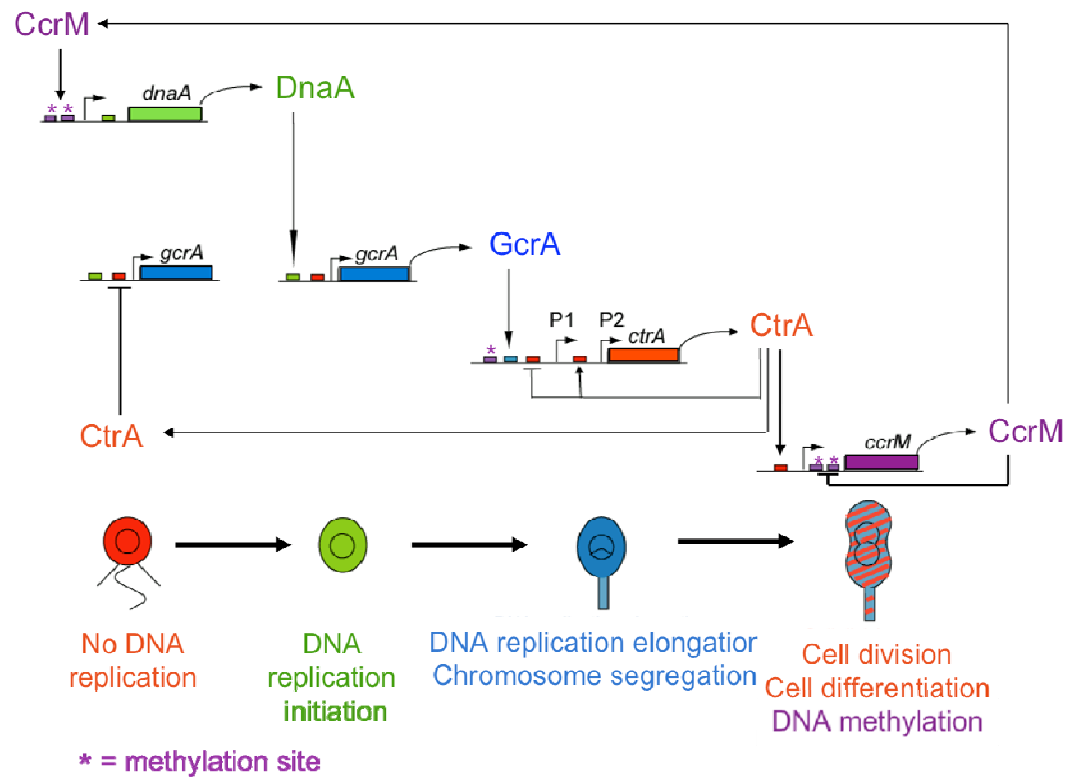 CcrM
* *
dnaA
DnaA
gcrA
gcrA
GcrA
P1
P2
*
ctrA
CtrA
CtrA
* *
ccrM
CcrM
No DNA
replication
DNA
replication
initiation
DNA replication elongatior
Chromosome segregation
Cell division
Cell differentiation
DNA methylation
* = methylation site